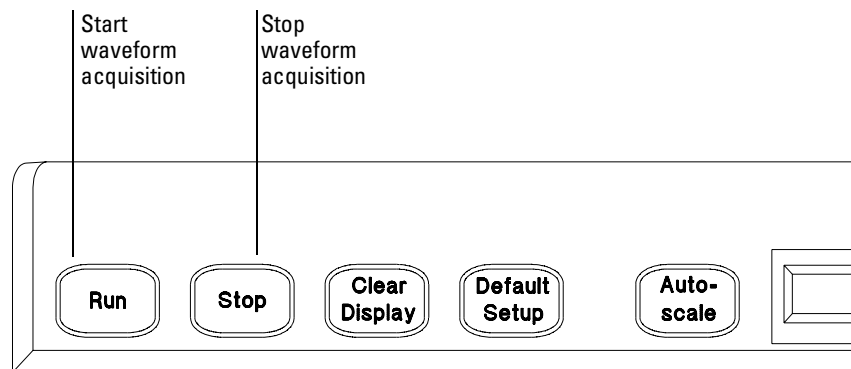 Start
waveform
acquisition
Stop
waveform
acquisition
Run
Stop
Clear
Display
Default
Setup
Auto-
scale